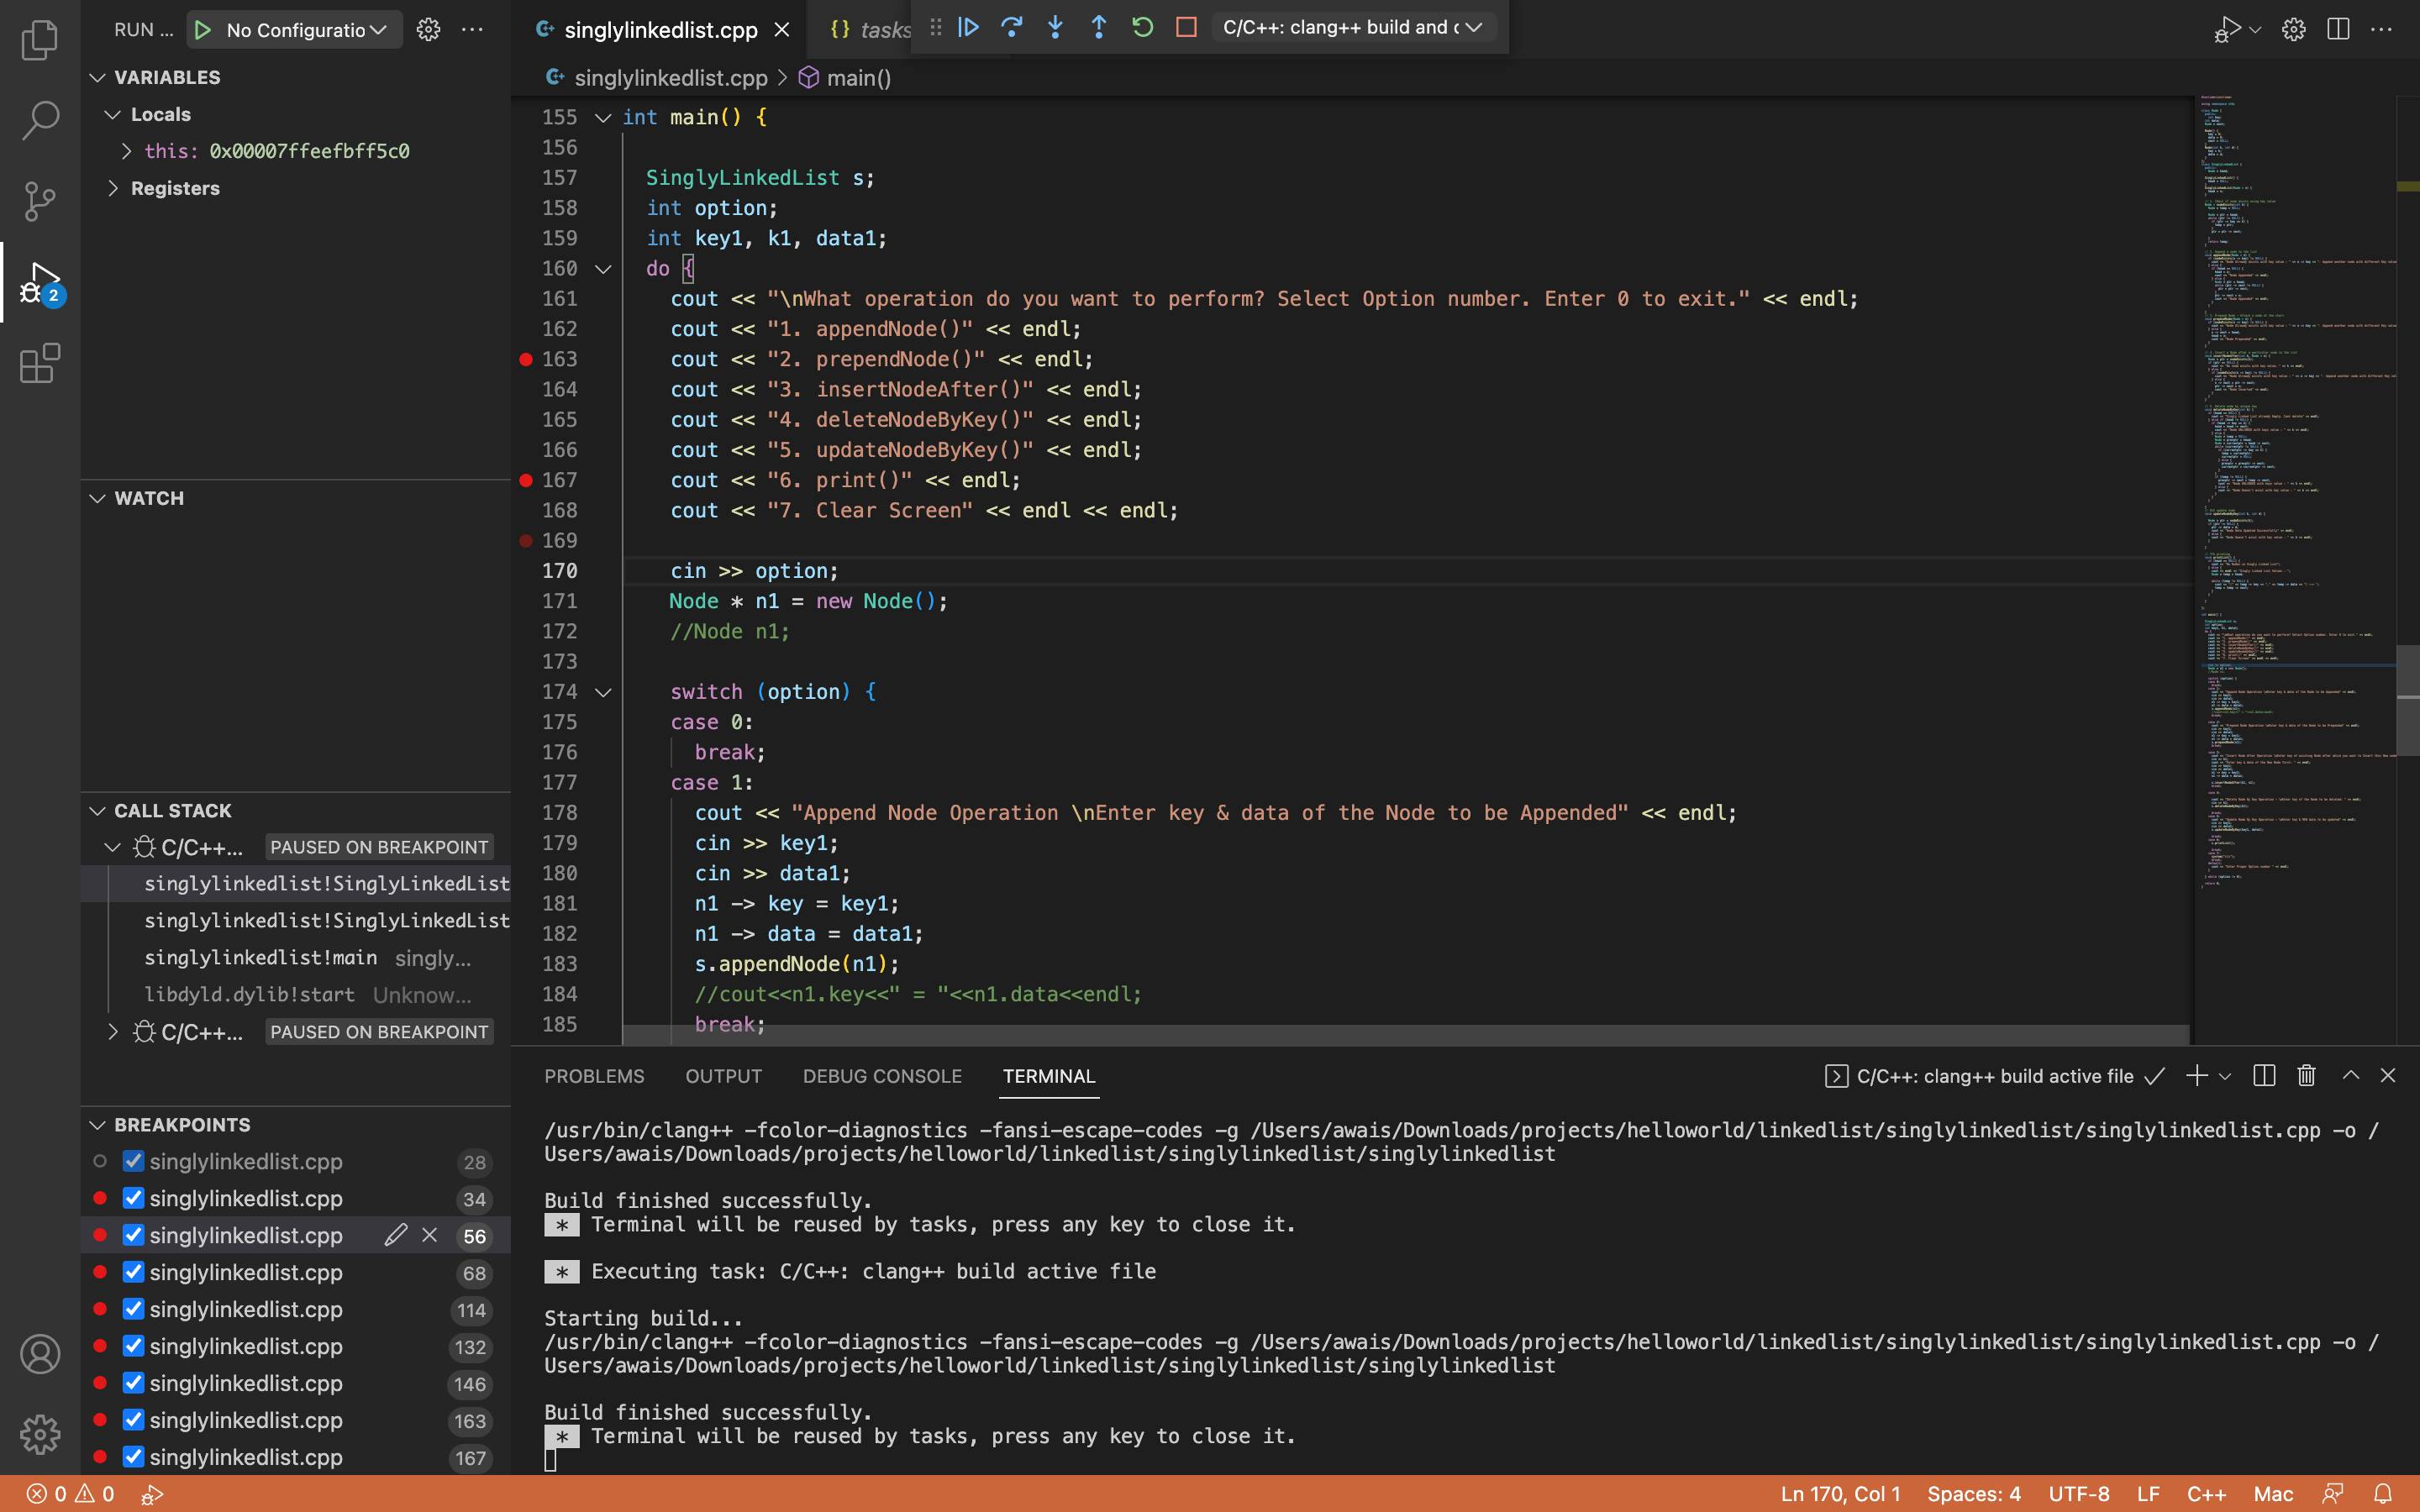 RUN ...
No Configuratio
singlylinkedlist.cpp
{} tasks
C/C++: clang++ build and
singlylinkedlist.cpp > main()
VARIABLES
Locals
this: 0x00007ffeefbff5c0
Registers
WATCH
CALL STACK
C/C++... PAUSED ON BREAKPOINT
singlylinkedlist!SinglyLinkedList
singlylinkedlist!SinglyLinkedList
singlylinkedlist!main singly...
libdyld.dylib!start Unknow...
C/C++... PAUSED ON BREAKPOINT
BREAKPOINTS
singlylinkedlist.cpp 28
singlylinkedlist.cpp 34
singlylinkedlist.cpp 56
singlylinkedlist.cpp 68
singlylinkedlist.cpp 114
singlylinkedlist.cpp 132
singlylinkedlist.cpp 146
singlylinkedlist.cpp 163
singlylinkedlist.cpp 167
2
155 int main() {
156
157 SinglyLinkedList s;
158 int option;
159 int key1, k1, data1;
160 do {
161 cout << "\nWhat operation do you want to perform? Select Option number. Enter 0 to exit." << endl;
162 cout << "1. appendNode()" << endl;
163 cout << "2. prependNode()" << endl;
164 cout << "3. insertNodeAfter()" << endl;
165 cout << "4. deleteNodeByKey()" << endl;
166 cout << "5. updateNodeByKey()" << endl;
167 cout << "6. print()" << endl;
168 cout << "7. Clear Screen" << endl << endl;
169
170 cin >> option;
171 Node * n1 = new Node();
172 //Node n1;
173
174 switch (option) {
175 case 0:
176 break;
177 case 1:
178 cout << "Append Node Operation \nEnter key & data of the Node to be Appended" << endl;
179 cin >> key1;
180 cin >> data1;
181 n1 -> key = key1;
182 n1 -> data = data1;
183 s.appendNode(n1);
184 //cout<<n1.key<<" = "<<n1.data<<endl;
185 break;
PROBLEMS OUTPUT DEBUG CONSOLE TERMINAL
C/C++: clang++ build active file
/usr/bin/clang++ -fcolor-diagnostics -fansi-escape-codes -g /Users/awais/Downloads/projects/helloworld/linkedlist/singlylinkedlist/singlylinkedlist.cpp -o /
Users/awais/Downloads/projects/helloworld/linkedlist/singlylinkedlist/singlylinkedlist
Build finished successfully.
* Terminal will be reused by tasks, press any key to close it.
* Executing task: C/C++: clang++ build active file
Starting build...
/usr/bin/clang++ -fcolor-diagnostics -fansi-escape-codes -g /Users/awais/Downloads/projects/helloworld/linkedlist/singlylinkedlist/singlylinkedlist.cpp -o /
Users/awais/Downloads/projects/helloworld/linkedlist/singlylinkedlist/singlylinkedlist
Build finished successfully.
* Terminal will be reused by tasks, press any key to close it.
0 0
Ln 170, Col 1 Spaces: 4 UTF-8 LF C++ Mac